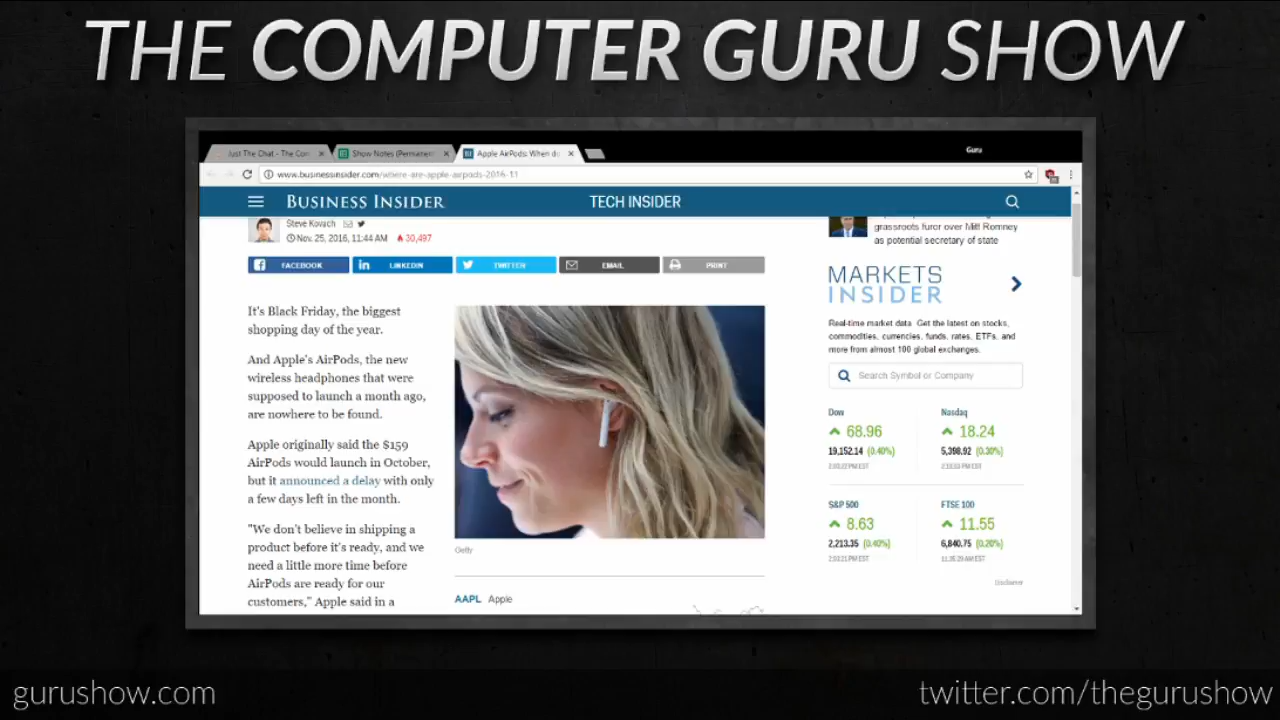 THE COMPUTER GURU SHOW
Just The Chat - The Con
Show Notes (Permanent
Apple AirPods: When do
Guru
www.businessinsider.com/where-are-apple-airpods-2016-11
BUSINESS INSIDER
TECH INSIDER
Steve Kovach
Nov. 25, 2016, 11:44 AM
30,497
FACEBOOK
LINKEDIN
TWITTER
EMAIL
PRINT
It's Black Friday, the biggest
shopping day of the year.
And Apple's AirPods, the new
wireless headphones that were
supposed to launch a month ago,
are nowhere to be found.
Apple originally said the $159
AirPods would launch in October,
but it announced a delay with only
a few days left in the month.
"We don't believe in shipping a
product before it's ready, and we
need a little more time before
AirPods are ready for our
customers," Apple said in a
Getty
AAPL Apple
grassroots furor over Mitt Romney
as potential secretary of state
MARKETS
INSIDER
Real-time market data. Get the latest on stocks,
commodities, currencies, funds, rates, ETFs, and
more from almost 100 global exchanges.
Search Symbol or Company
Dow
68.96
19,152.14 (0.40%)
Nasdaq
18.24
5,398.92 (0.30%)
S&P 500
8.63
2,213.35 (0.40%)
FTSE 100
11.55
6,840.75 (0.20%)
Disclaimer
gurushow.com
twitter.com/thegurushow